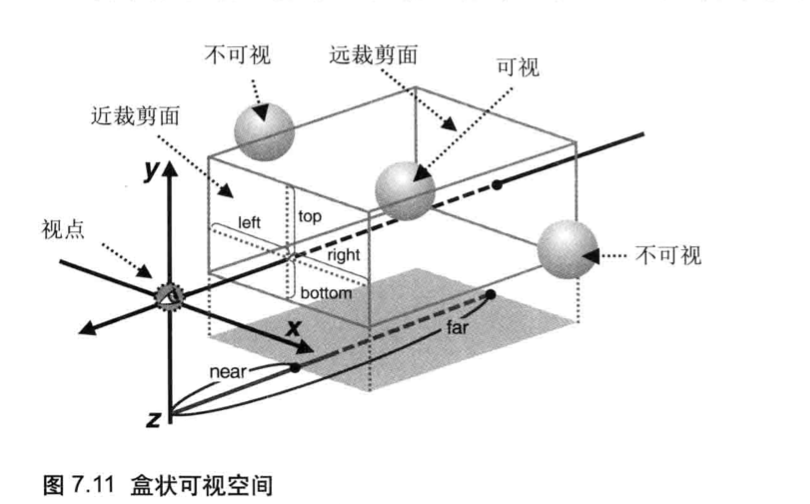 不可视
远裁剪面
可视
近裁剪面
y
left
top
视点
right
不可视
bottom
x
far
near
z
图 7.11 盒状可视空间